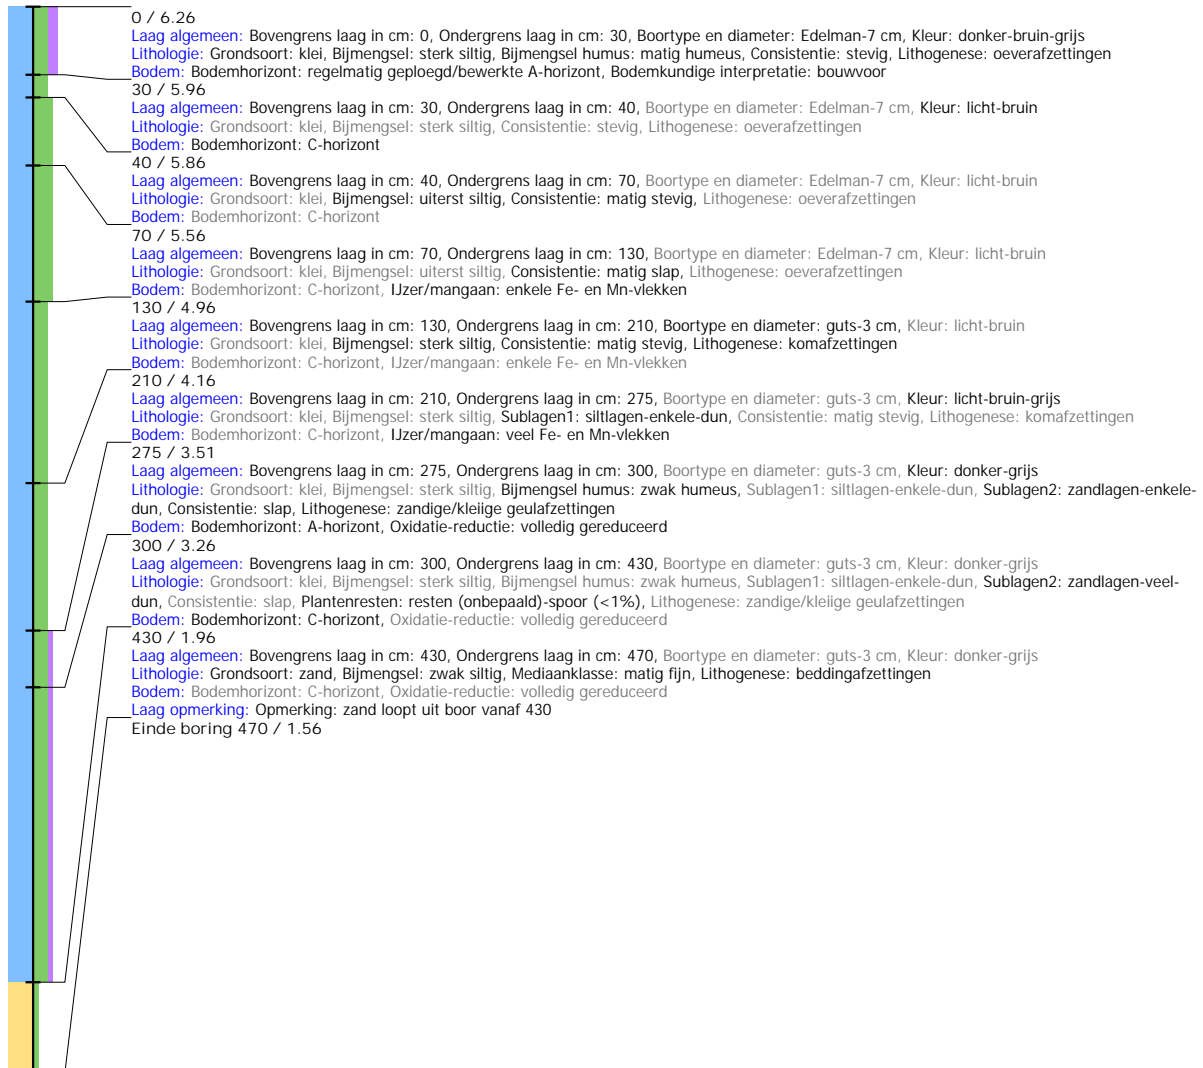 0 / 6.26
Laag algemeen: Bovengrens laag in cm: 0, Ondergrens laag in cm: 30, Boortype en diameter: Edelman-7 cm, Kleur: donker-bruin-grijs
Lithologie: Grondsoort: klei, Bijmengsel: sterk siltig, Bijmengsel humus: matig humeus, Consistentie: stevig, Lithogenese: oeverafzettingen
Bodem: Bodemhorizont: regelmatig geploegd/bewerkte A-horizont, Bodemkundige interpretatie: bouwvoor
30 / 5.96
Laag algemeen: Bovengrens laag in cm: 30, Ondergrens laag in cm: 40, Boortype en diameter: Edelman-7 cm, Kleur: licht-bruin
Lithologie: Grondsoort: klei, Bijmengsel: sterk siltig, Consistentie: stevig, Lithogenese: oeverafzettingen
Bodem: Bodemhorizont: C-horizont
40 / 5.86
Laag algemeen: Bovengrens laag in cm: 40, Ondergrens laag in cm: 70, Boortype en diameter: Edelman-7 cm, Kleur: licht-bruin
Lithologie: Grondsoort: klei, Bijmengsel: uiterst siltig, Consistentie: matig stevig, Lithogenese: oeverafzettingen
Bodem: Bodemhorizont: C-horizont
70 / 5.56
Laag algemeen: Bovengrens laag in cm: 70, Ondergrens laag in cm: 130, Boortype en diameter: Edelman-7 cm, Kleur: licht-bruin
Lithologie: Grondsoort: klei, Bijmengsel: uiterst siltig, Consistentie: matig slap, Lithogenese: oeverafzettingen
Bodem: Bodemhorizont: C-horizont, IJzer/mangaan: enkele Fe- en Mn-vlekken
130 / 4.96
Laag algemeen: Bovengrens laag in cm: 130, Ondergrens laag in cm: 210, Boortype en diameter: guts-3 cm, Kleur: licht-bruin
Lithologie: Grondsoort: klei, Bijmengsel: sterk siltig, Consistentie: matig stevig, Lithogenese: komafzettingen
Bodem: Bodemhorizont: C-horizont, IJzer/mangaan: enkele Fe- en Mn-vlekken
210 / 4.16
Laag algemeen: Bovengrens laag in cm: 210, Ondergrens laag in cm: 275, Boortype en diameter: guts-3 cm, Kleur: licht-bruin-grijs
Lithologie: Grondsoort: klei, Bijmengsel: sterk siltig, Sublagen1: siltlagen-enkele-dun, Consistentie: matig stevig, Lithogenese: komafzettingen
Bodem: Bodemhorizont: C-horizont, IJzer/mangaan: veel Fe- en Mn-vlekken
275 / 3.51
Laag algemeen: Bovengrens laag in cm: 275, Ondergrens laag in cm: 300, Boortype en diameter: guts-3 cm, Kleur: donker-grijs
Lithologie: Grondsoort: klei, Bijmengsel: sterk siltig, Bijmengsel humus: zwak humeus, Sublagen1: siltlagen-enkele-dun, Sublagen2: zandlagen-enkele-
dun, Consistentie: slap, Lithogenese: zandige/kleiige geulafzettingen
Bodem: Bodemhorizont: A-horizont, Oxidatie-reductie: volledig gereduceerd
300 / 3.26
Laag algemeen: Bovengrens laag in cm: 300, Ondergrens laag in cm: 430, Boortype en diameter: guts-3 cm, Kleur: donker-grijs
Lithologie: Grondsoort: klei, Bijmengsel: sterk siltig, Bijmengsel humus: zwak humeus, Sublagen1: siltlagen-enkele-dun, Sublagen2: zandlagen-veel-
dun, Consistentie: slap, Plantenresten: resten (onbepaald)-spoor (<1%), Lithogenese: zandige/kleiige geulafzettingen
Bodem: Bodemhorizont: C-horizont, Oxidatie-reductie: volledig gereduceerd
430 / 1.96
Laag algemeen: Bovengrens laag in cm: 430, Ondergrens laag in cm: 470, Boortype en diameter: guts-3 cm, Kleur: donker-grijs
Lithologie: Grondsoort: zand, Bijmengsel: zwak siltig, Mediaanklasse: matig fijn, Lithogenese: beddingafzettingen
Bodem: Bodemhorizont: C-horizont, Oxidatie-reductie: volledig gereduceerd
Laag opmerking: Opmerking: zand loopt uit boor vanaf 430
Einde boring 470 / 1.56